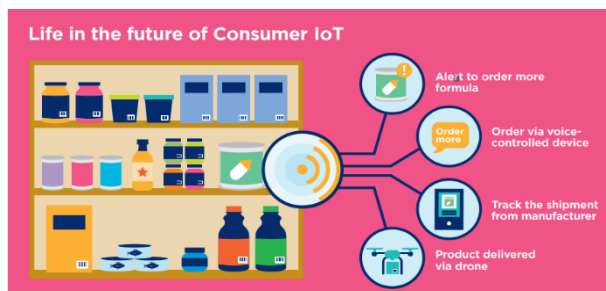 Life in the future of Consumer IoT
Alert to order more
formula
Order
more
Order via voice-
controlled device
Track the shipment
from manufacturer
Product delivered
via drone